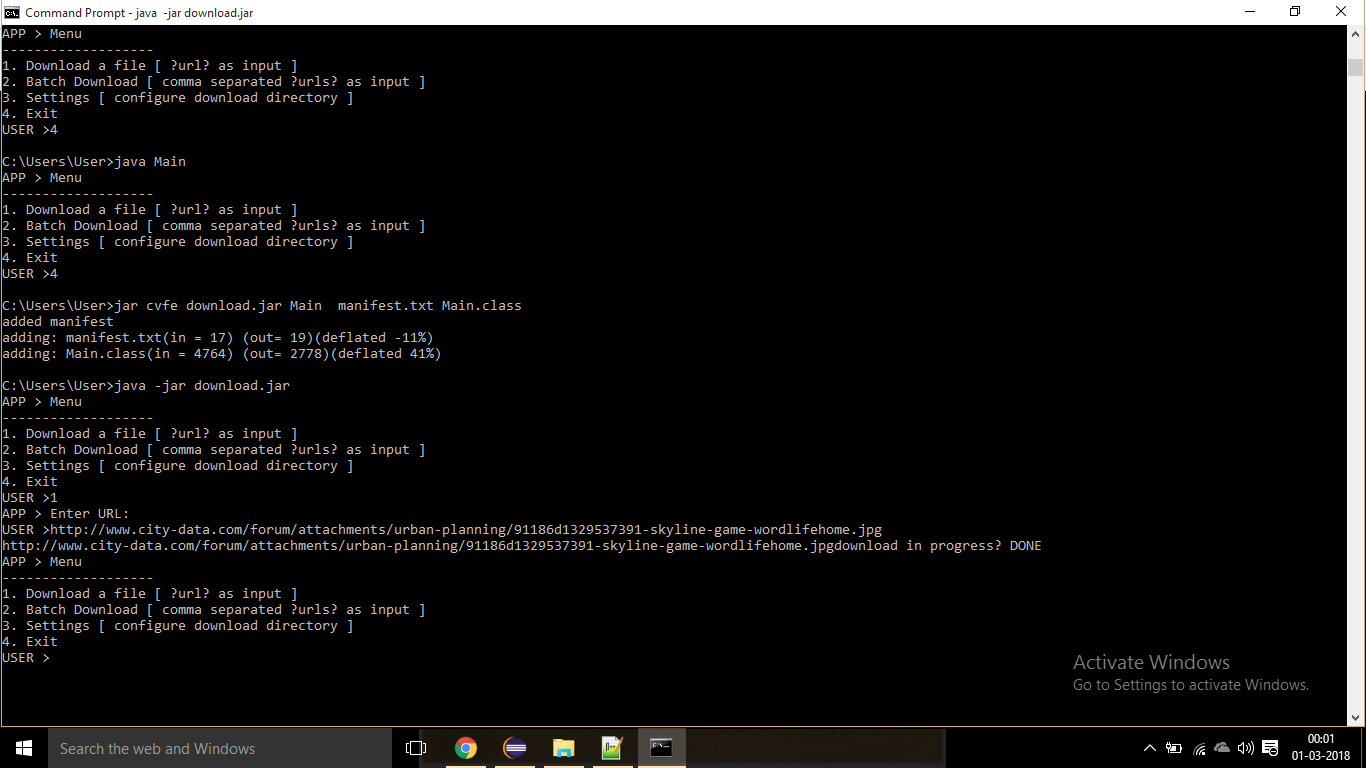 Command Prompt - java  -jar download.jar
APP > Menu
-------------------
1. Download a file [ ?url? as input ]
2. Batch Download [ comma separated ?urls? as input ]
3. Settings [ configure download directory ]
4. Exit
USER >4
C:\Users\User>java Main
APP > Menu
-------------------
1. Download a file [ ?url? as input ]
2. Batch Download [ comma separated ?urls? as input ]
3. Settings [ configure download directory ]
4. Exit
USER >4
C:\Users\User>jar cvfe download.jar Main  manifest.txt Main.class
added manifest
adding: manifest.txt(in = 17) (out= 19)(deflated -11%)
adding: Main.class(in = 4764) (out= 2778)(deflated 41%)
C:\Users\User>java -jar download.jar
APP > Menu
-------------------
1. Download a file [ ?url? as input ]
2. Batch Download [ comma separated ?urls? as input ]
3. Settings [ configure download directory ]
4. Exit
USER >1
APP > Enter URL:
USER >http://www.city-data.com/forum/attachments/urban-planning/91186d1329537391-skyline-game-wordlifehome.jpg
http://www.city-data.com/forum/attachments/urban-planning/91186d1329537391-skyline-game-wordlifehome.jpgdownload in progress? DONE
APP > Menu
-------------------
1. Download a file [ ?url? as input ]
2. Batch Download [ comma separated ?urls? as input ]
3. Settings [ configure download directory ]
4. Exit
USER >
Activate Windows
Go to Settings to activate Windows.
Search the web and Windows
00:01
01-03-2018